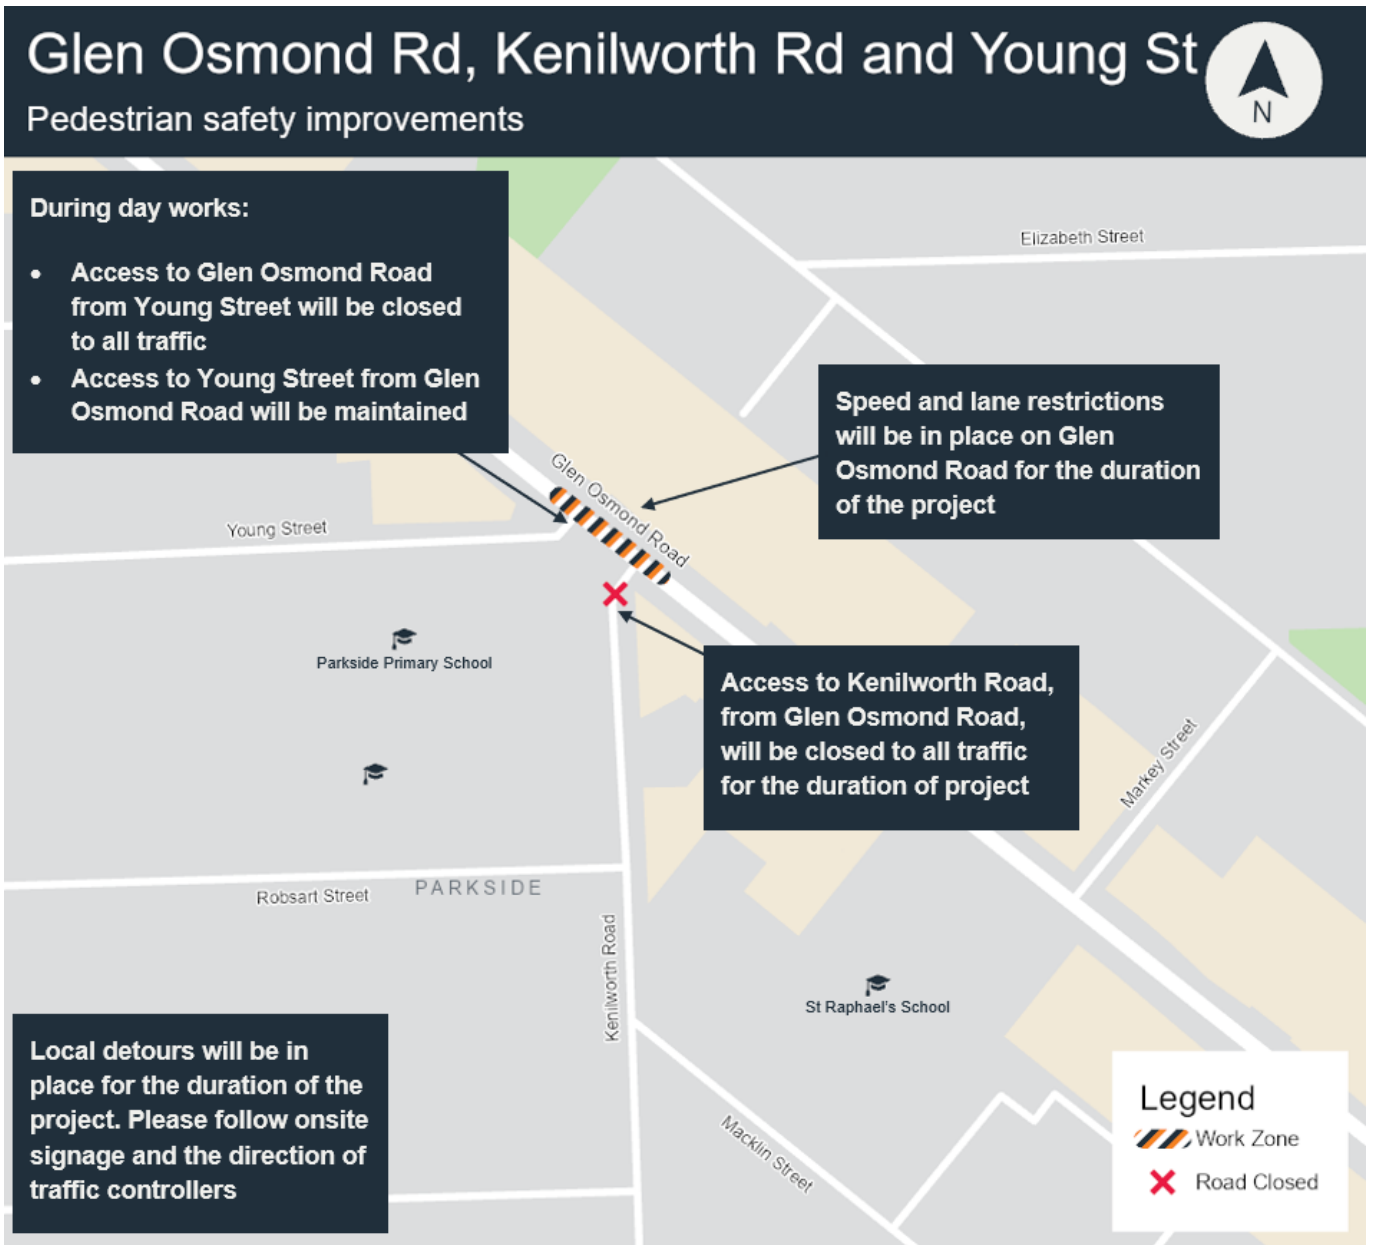 Glen Osmond Rd, Kenilworth Rd and Young St
Pedestrian safety improvements
N
During day works:
• Access to Glen Osmond Road
from Young Street will be closed
to all traffic
• Access to Young Street from Glen
Osmond Road will be maintained
Elizabeth Street
Speed and lane restrictions
will be in place on Glen
Osmond Road for the duration
of the project
Glen Osmond Road
Young Street
Parkside Primary School
Access to Kenilworth Road,
from Glen Osmond Road,
will be closed to all traffic
for the duration of project
Markey Street
Robsart Street
PARKSIDE
Kenilworth Road
St Raphael's School
Macklin Street
Local detours will be in
place for the duration of the
project. Please follow onsite
signage and the direction of
traffic controllers
Legend
Work Zone
Road Closed